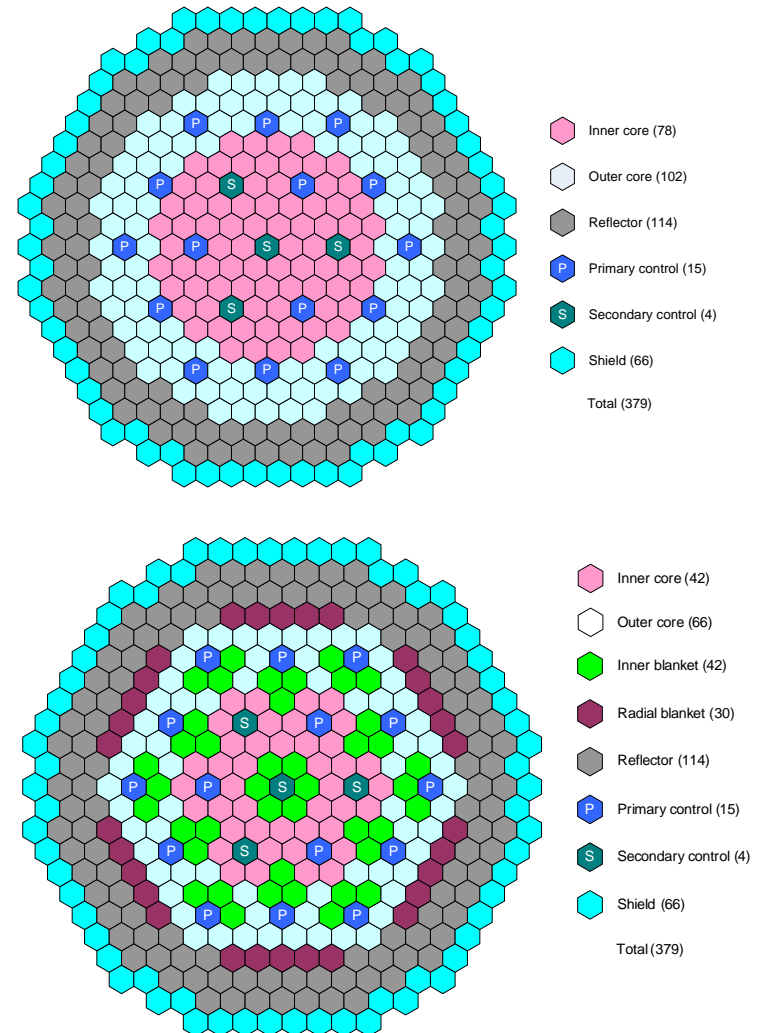 P P P
P S P P
P P S S P
P S P P
P P P
Inner core (78)
Outer core (102)
Reflector (114)
P Primary control (15)
S Secondary control (4)
Shield (66)
Total (379)
P P P
P S P P
P P S S P
P S P P
P P P
Inner core (42)
Outer core (66)
Inner blanket (42)
Radial blanket (30)
Reflector (114)
P Primary control (15)
S Secondary control (4)
Shield (66)
Total (379)